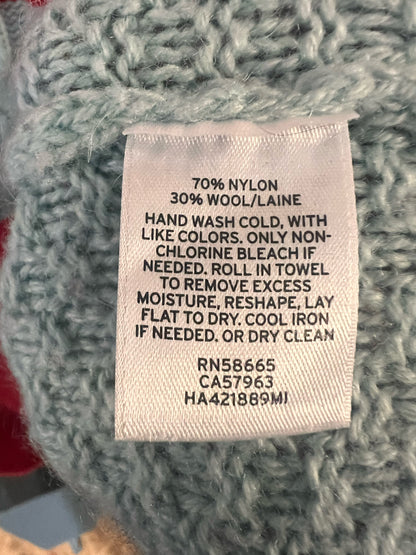 70% NYLON
30% WOOL/LAINE
HAND WASH COLD, WITH
LIKE COLORS. ONLY NON-
CHLORINE BLEACH IF
NEEDED. ROLL IN TOWEL
TO REMOVE EXCESS
MOISTURE, RESHAPE, LAY
FLAT TO DRY. COOL IRON
IF NEEDED. OR DRY CLEAN
RN58665
CA57963
HA421889MI